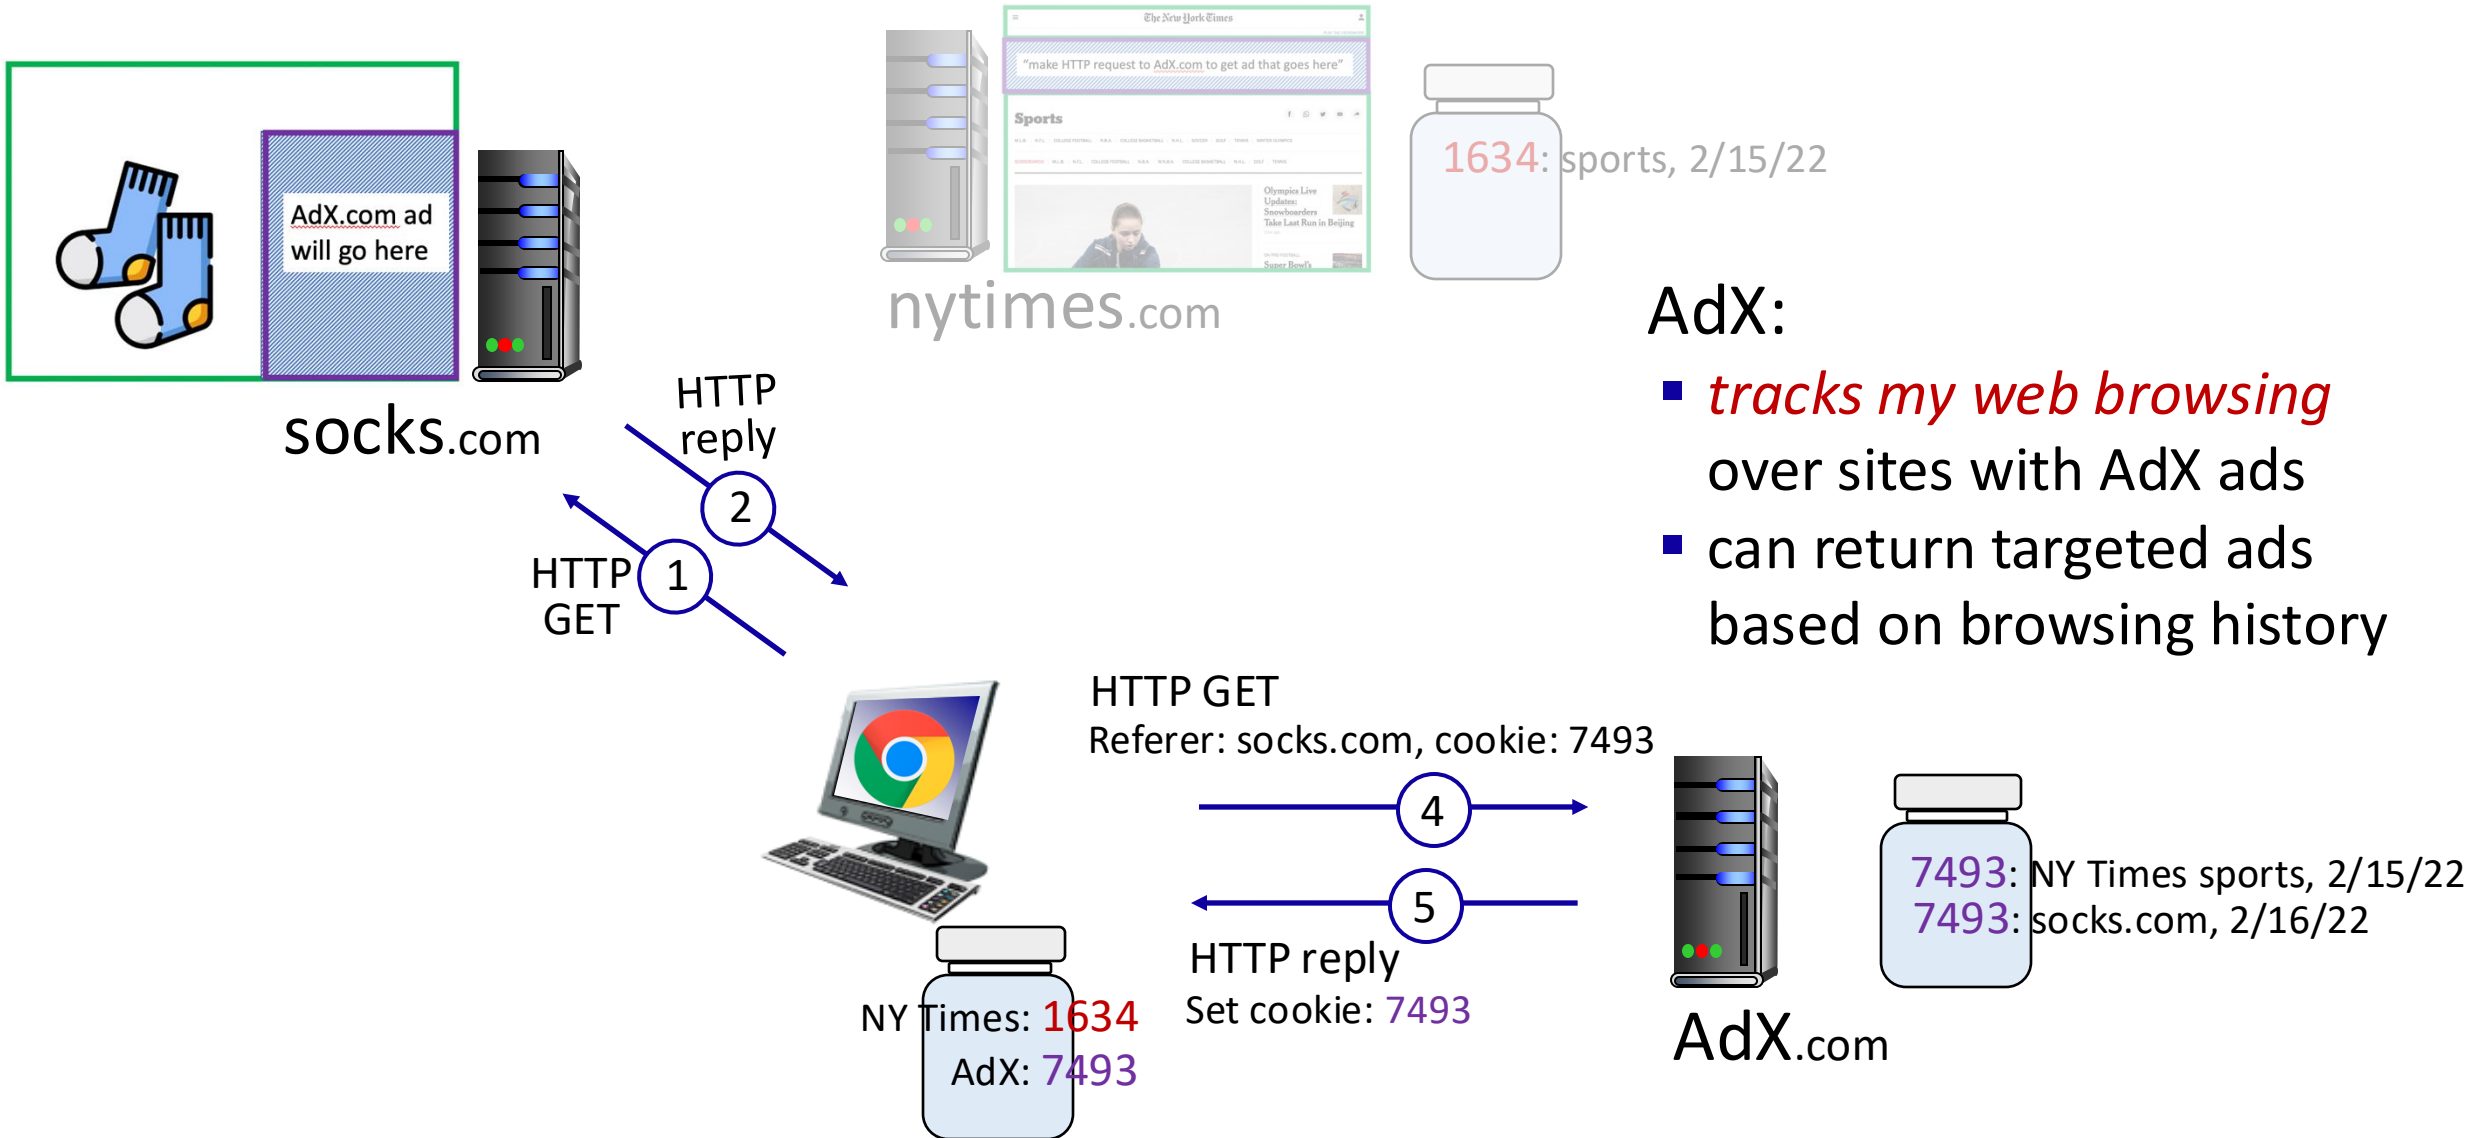 The New York Times
"make HTTP request to AdX.com to get ad that goes here"
Sports
Olympics Live
Updates:
Snowboarders
Take Last Run in Beijing
Super Bowl's
1634: sports, 2/15/22
nytimes.com
AdX.com ad
will go here
socks.com
HTTP
reply
2
HTTP
GET
1
AdX:
tracks my web browsing
over sites with AdX ads
can return targeted ads
based on browsing history
HTTP GET
Referer: socks.com, cookie: 7493
4
5
HTTP reply
Set cookie: 7493
NY Times: 1634
AdX: 7493
7493: NY Times sports, 2/15/22
7493: socks.com, 2/16/22
AdX.com